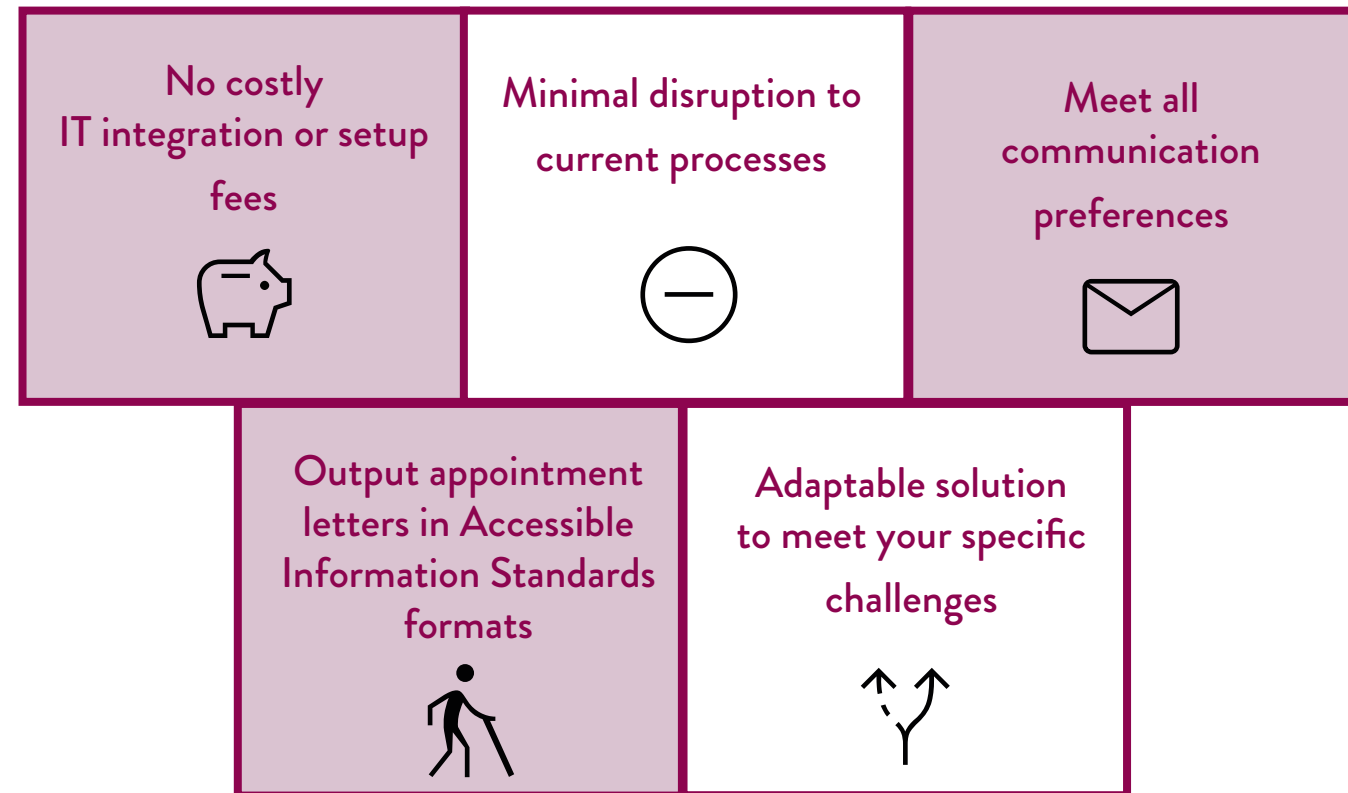 No costly
IT integration or setup
fees
Minimal disruption to
current processes
Meet all
communication
preferences
Output appointment
letters in Accessible
Information Standards
formats
Adaptable solution
to meet your specific
challenges